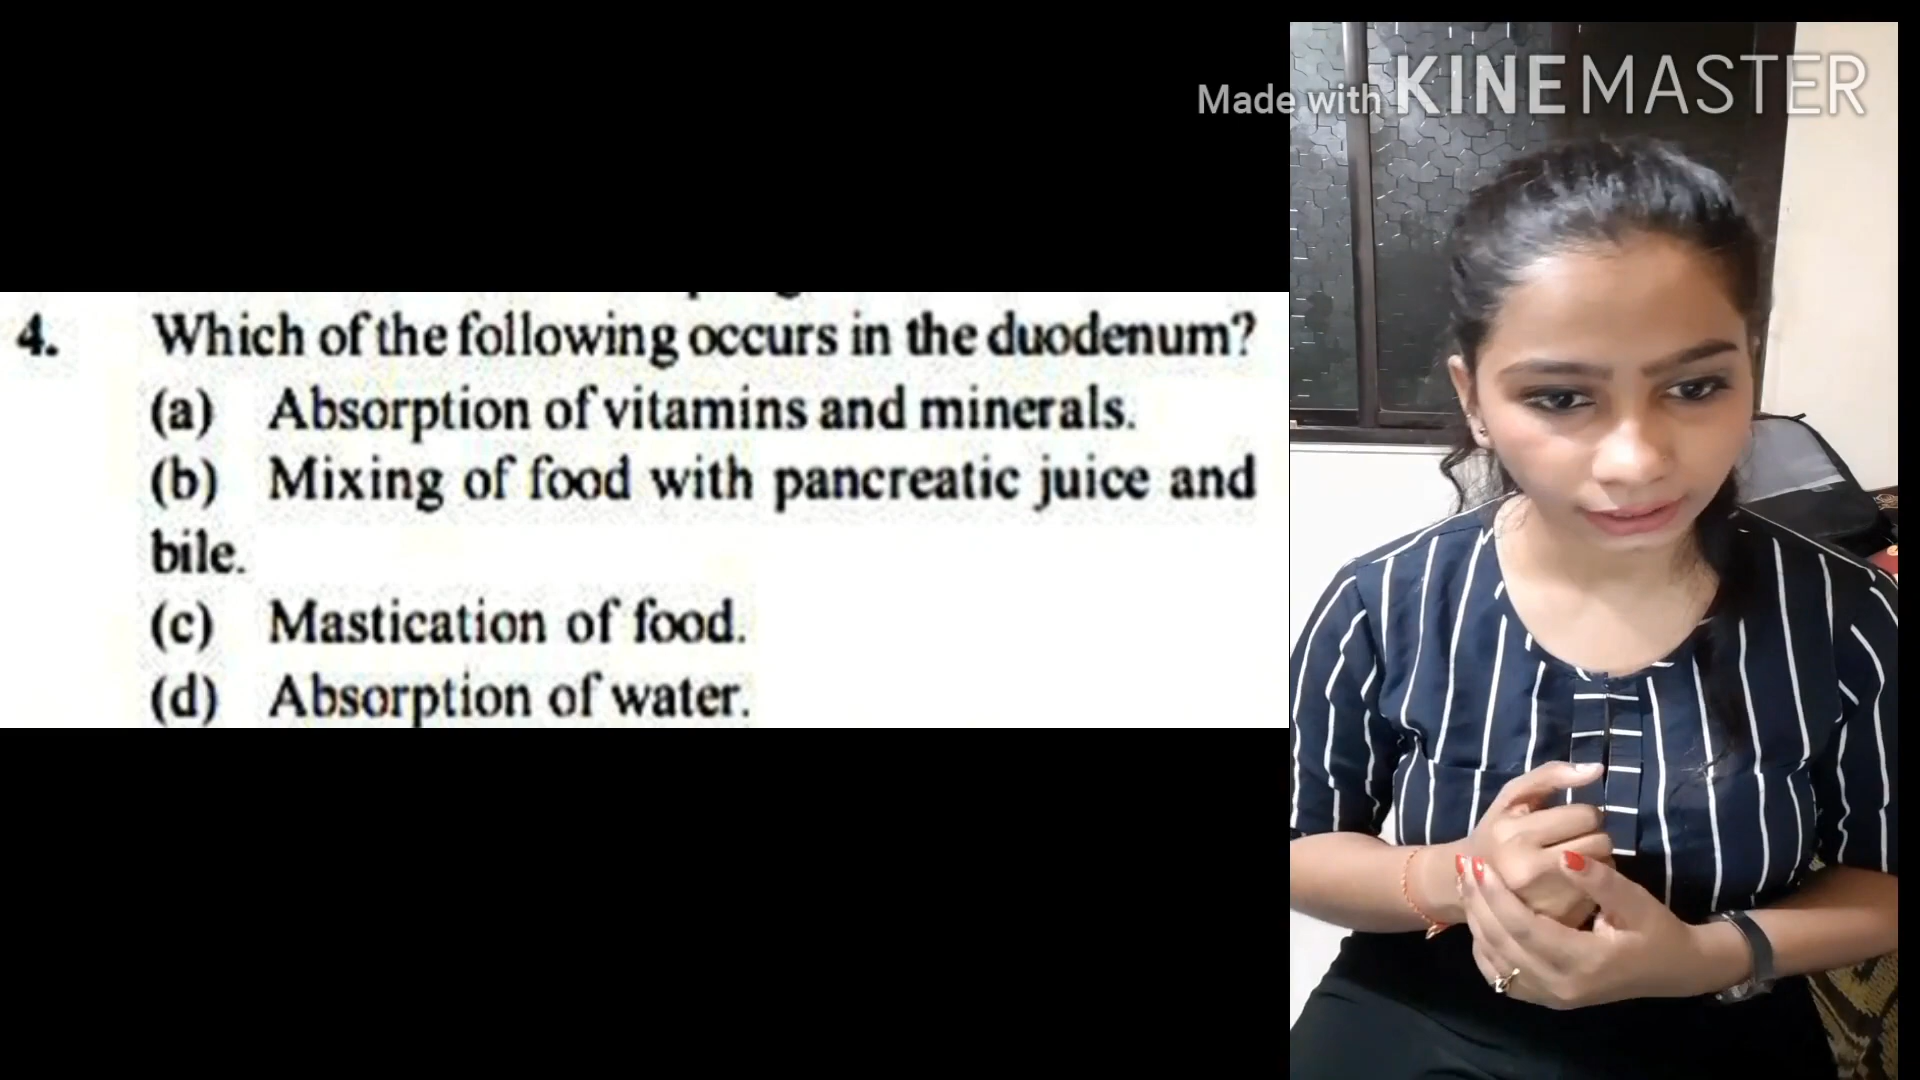 Made with KINEMASTER
4. Which of the following occurs in the duodenum?
(a) Absorption of vitamins and minerals.
(b) Mixing of food with pancreatic juice and
bile.
(c) Mastication of food.
(d) Absorption of water.